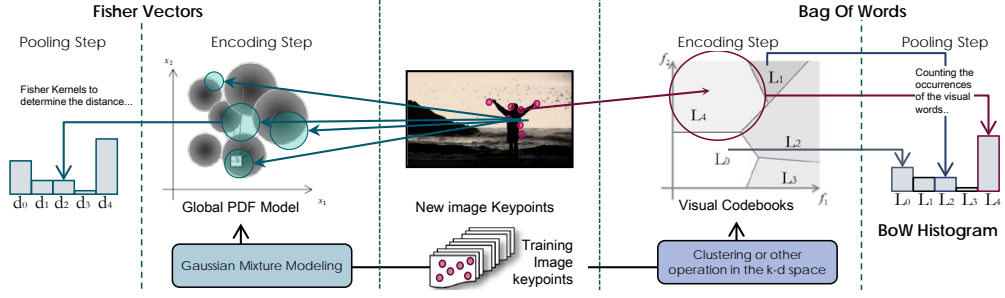 Fisher Vectors
Bag Of Words
Pooling Step
Encoding Step
Encoding Step
Pooling Step
Fisher Kernels to
determine the distance...
x2
x1
d0 d1 d2 d3 d4
Global PDF Model
New image Keypoints
f2
L1
L4
L2
L0
L3
f1
Visual Codebooks
Counting the
occurrences
of the visual
words..
L0 L1 L2 L3 L4
BoW Histogram
Gaussian Mixture Modeling
Training
Image
keypoints
Clustering or other
operation in the k-d space